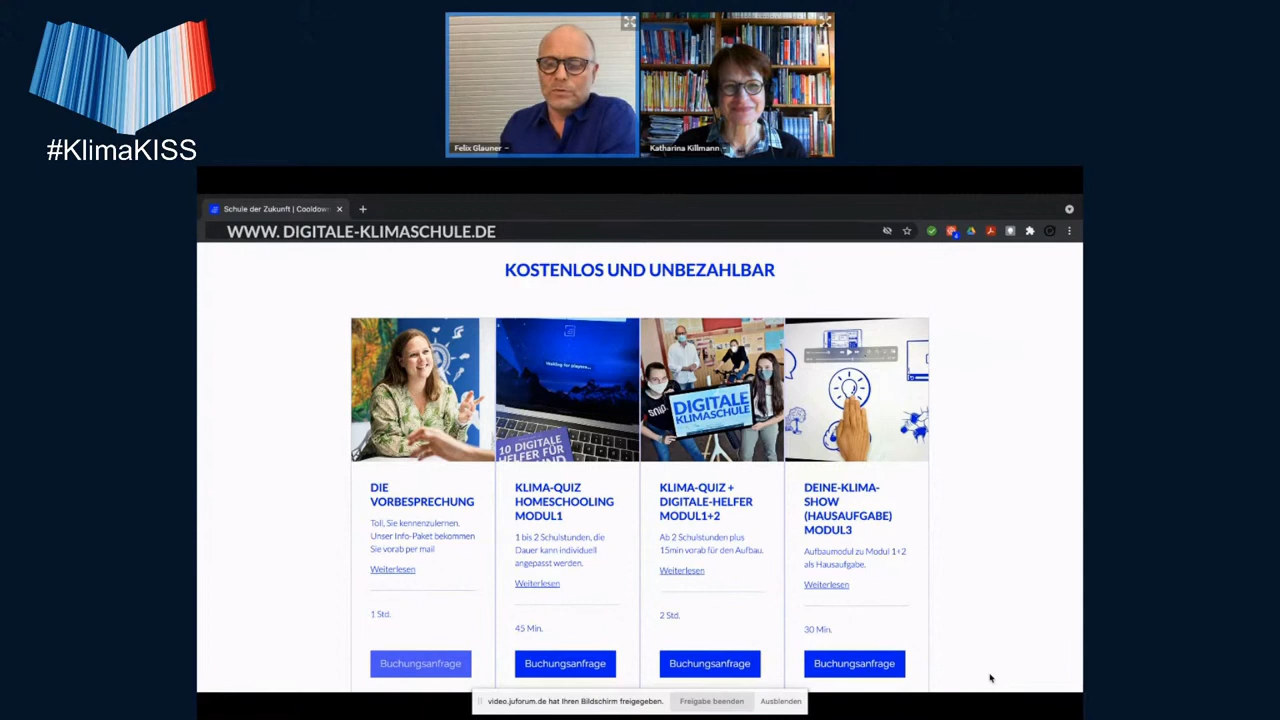 #KlimaKISS
Felix Glauner
Katharina Killmann
Schule der Zukunft | Cooldow
WWW. DIGITALE-KLIMASCHULE.DE
KOSTENLOS UND UNBEZAHLBAR
Waiting for players...
10 DIGITALE
HELFER FÜR
snip.
DIGITALE
KLIMASCHULE
DIE
VORBESPRECHUNG
Toll, Sie kennenzulernen.
Unser Info-Paket bekommen
Sie vorab per mail
Weiterlesen
1 Std.
Buchungsanfrage
KLIMA-QUIZ
HOMESCHOOLING
MODUL1
1 bis 2 Schulstunden, die
Dauer kann individuell
angepasst werden.
Weiterlesen
45 Min.
Buchungsanfrage
KLIMA-QUIZ +
DIGITALE-HELFER
MODUL1+2
Ab 2 Schulstunden plus
15min vorab für den Aufbau.
Weiterlesen
2 Std.
Buchungsanfrage
DEINE-KLIMA-
SHOW
(HAUSAUFGABE)
MODUL3
Aufbaumodul zu Modul 1+2
als Hausaufgabe.
Weiterlesen
30 Min.
Buchungsanfrage
video.juforum.de hat Ihren Bildschirm freigegeben.
Freigabe beenden
Ausblenden